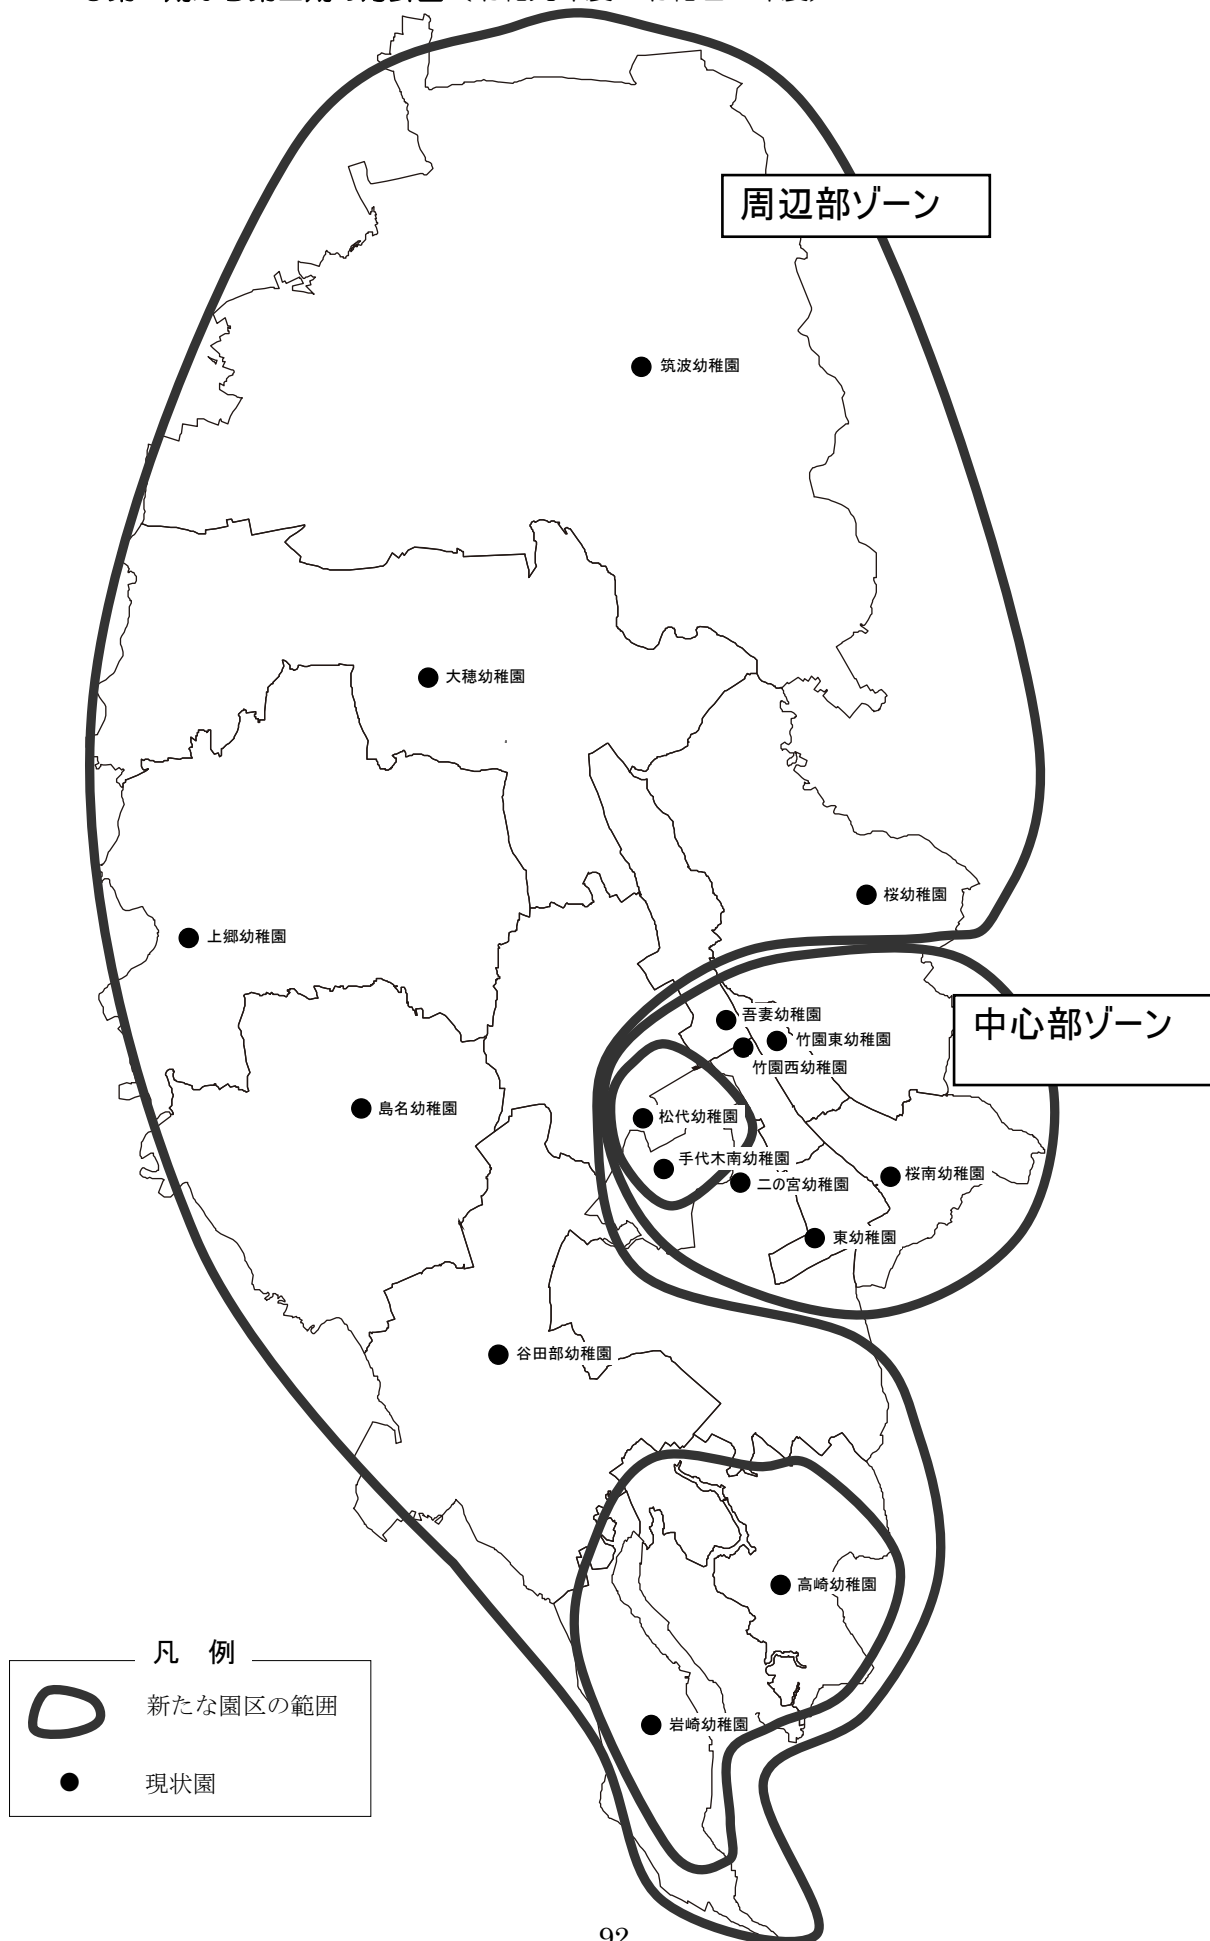 周辺部ゾーン
筑波幼稚園
大穂幼稚園
桜幼稚園
上郷幼稚園
中心部ゾーン
吾妻幼稚園
竹園東幼稚園
竹園西幼稚園
島名幼稚園
松代幼稚園
手代木南幼稚園
桜南幼稚園
二の宮幼稚園
東幼稚園
谷田部幼稚園
高崎幼稚園
岩崎幼稚園
凡 例
新たな園区の範囲
現状園
92